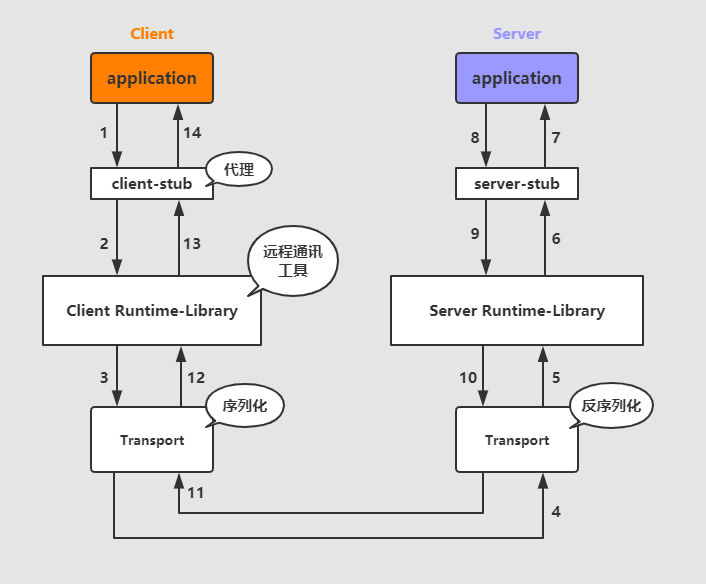 Client
Server
application
application
1
14
8
7
client-stub
代理
server-stub
2
13
9
6
远程通讯
工具
Client Runtime-Library
Server Runtime-Library
3
12
10
5
序列化
反序列化
Transport
Transport
11
4